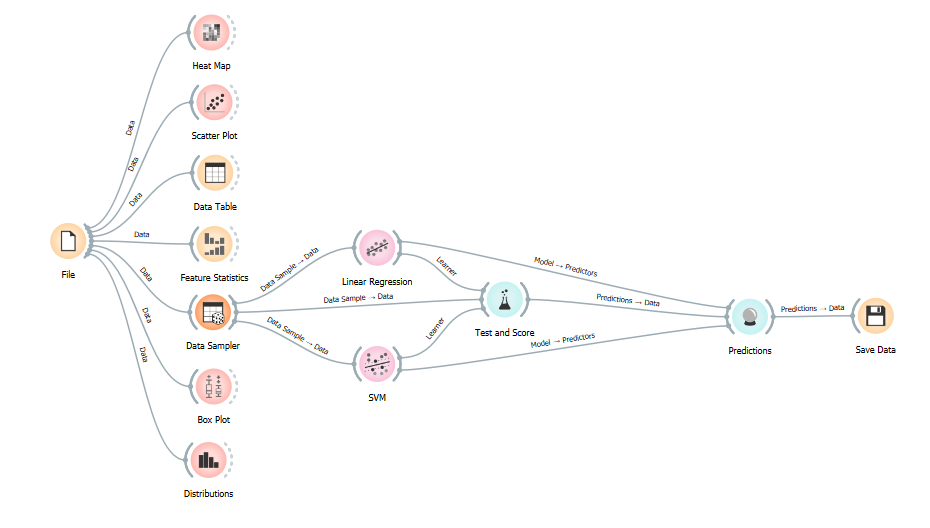 Heat Map
Data
Scatter Plot
Data
Data Table
Data
Data
File
Feature Statistics
Data
Data Sampler
Data
Box Plot
Data
Distributions
Data Sample → Data
Linear Regression
Data Sample → Data
Data Sample → Data
SVM
Learner
Learner
Model → Predictors
Test and Score
Predictions → Data
Model → Predictors
Predictions
Predictions → Data
Save Data